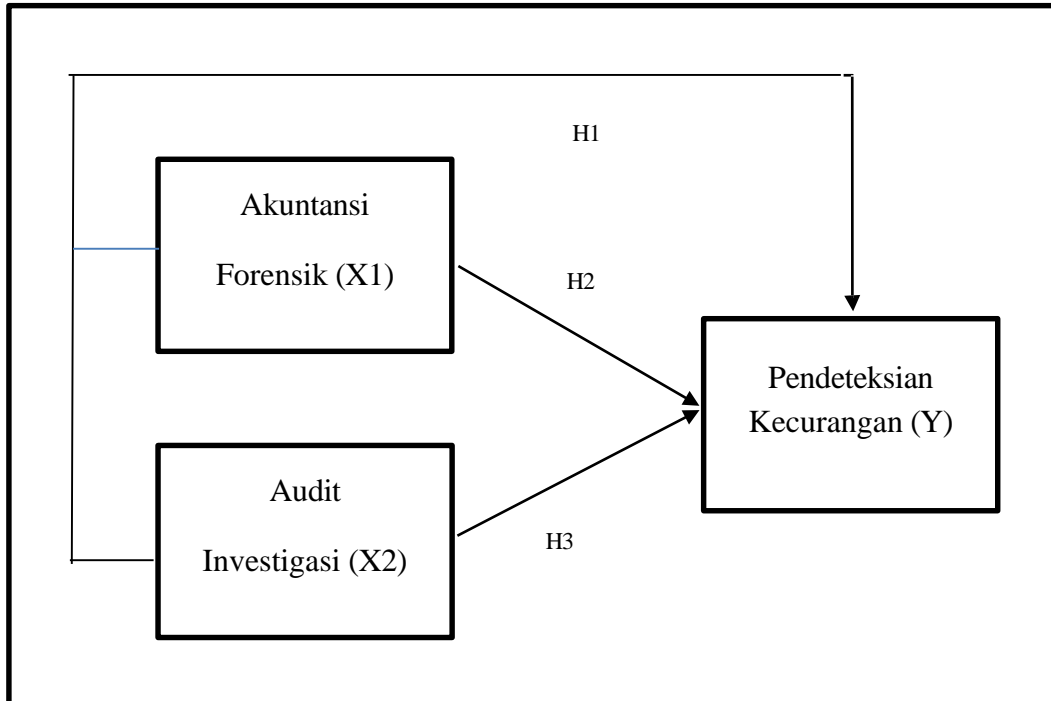 H1
Akuntansi
Forensik (X1)
H2
Pendeteksian
Kecurangan (Y)
Audit
Investigasi (X2)
H3